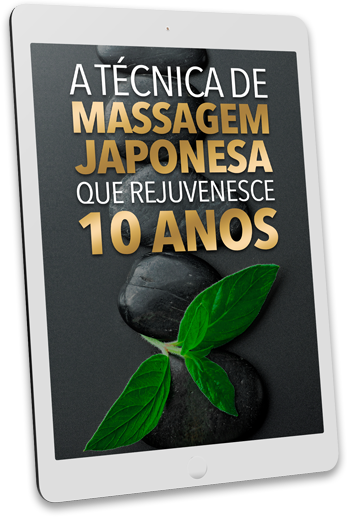 A TÉCNICA DE
MASSAGEM
JAPONESA
QUE REJUVENESCE
10 ANOS